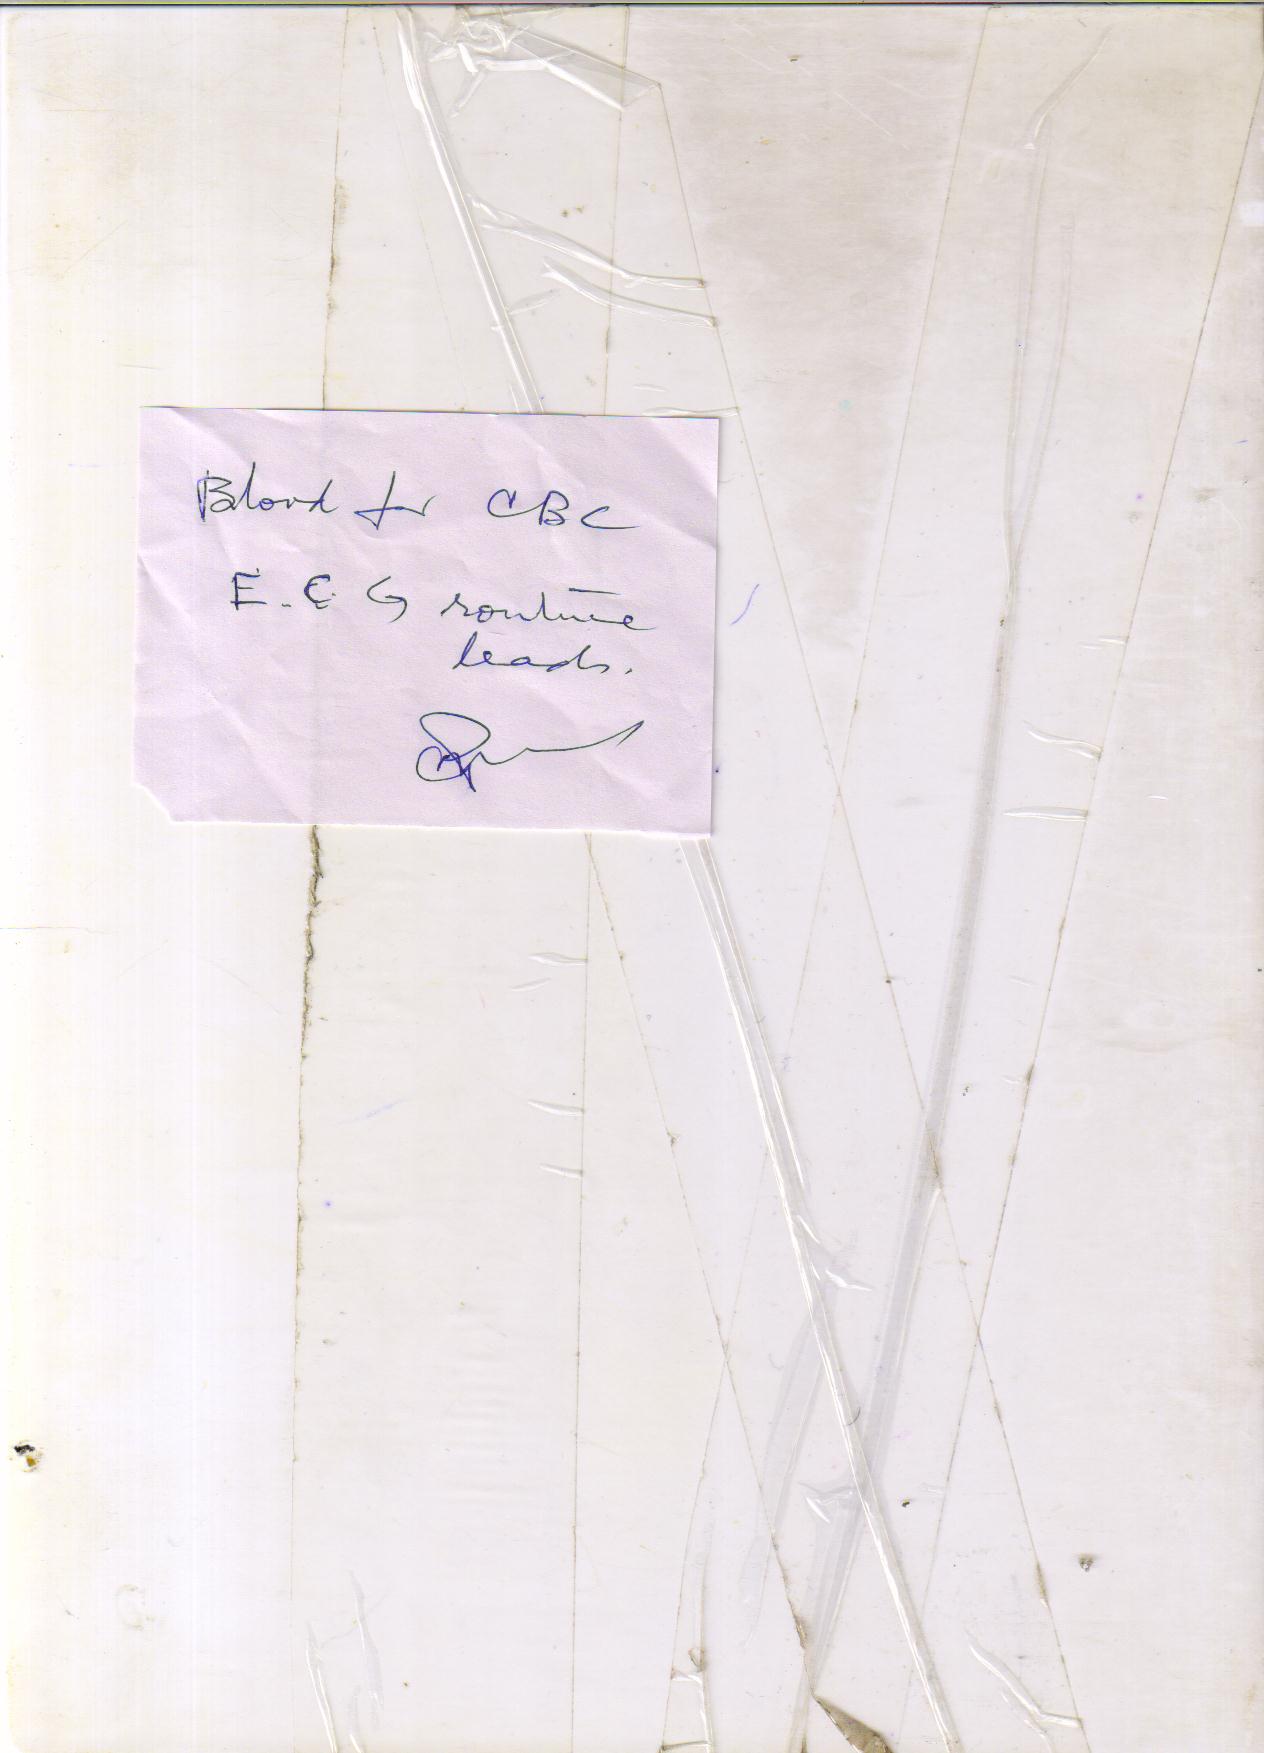 Blood for CBC
E.C.G routine
leads.